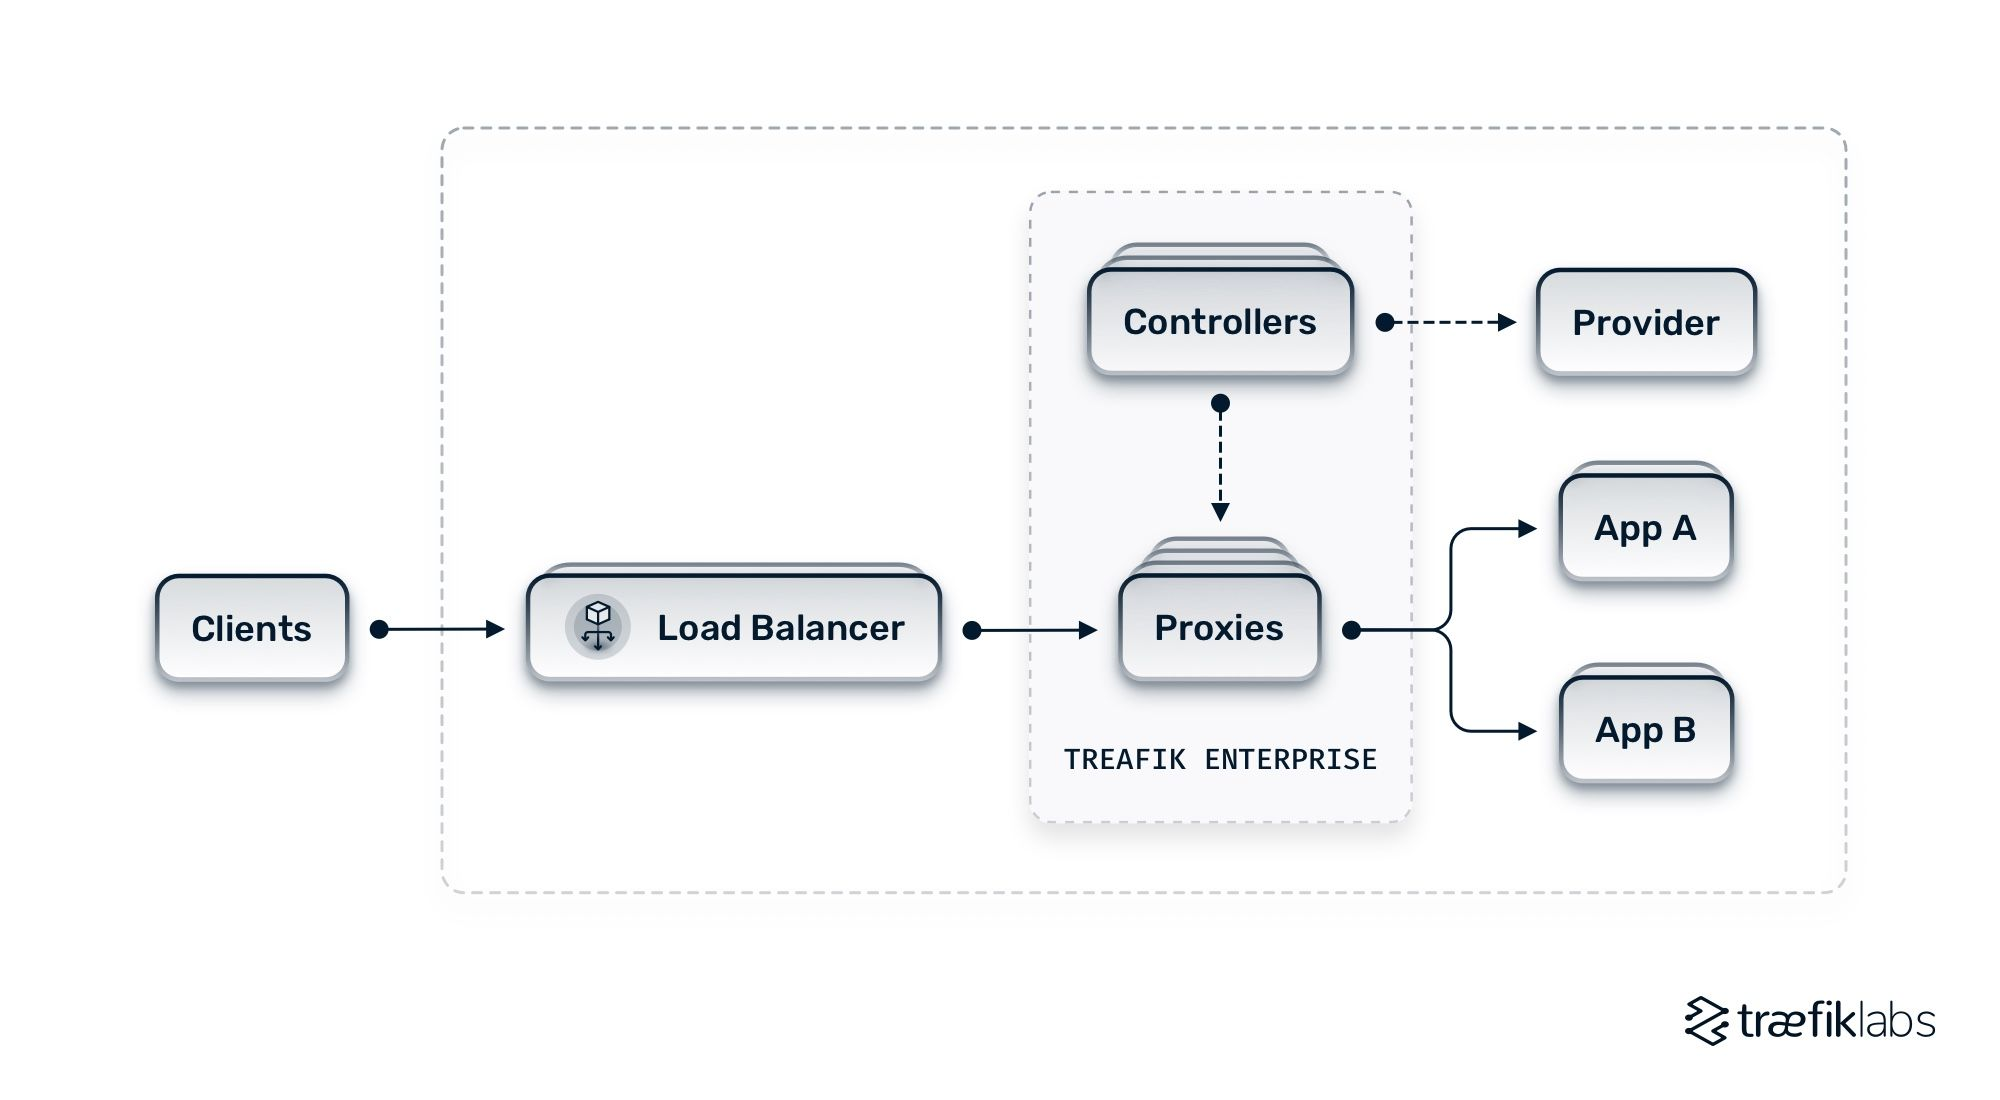 Controllers
Provider
App A
Clients
Load Balancer
Proxies
App B
TREAFIK ENTERPRISE
træfiklabs